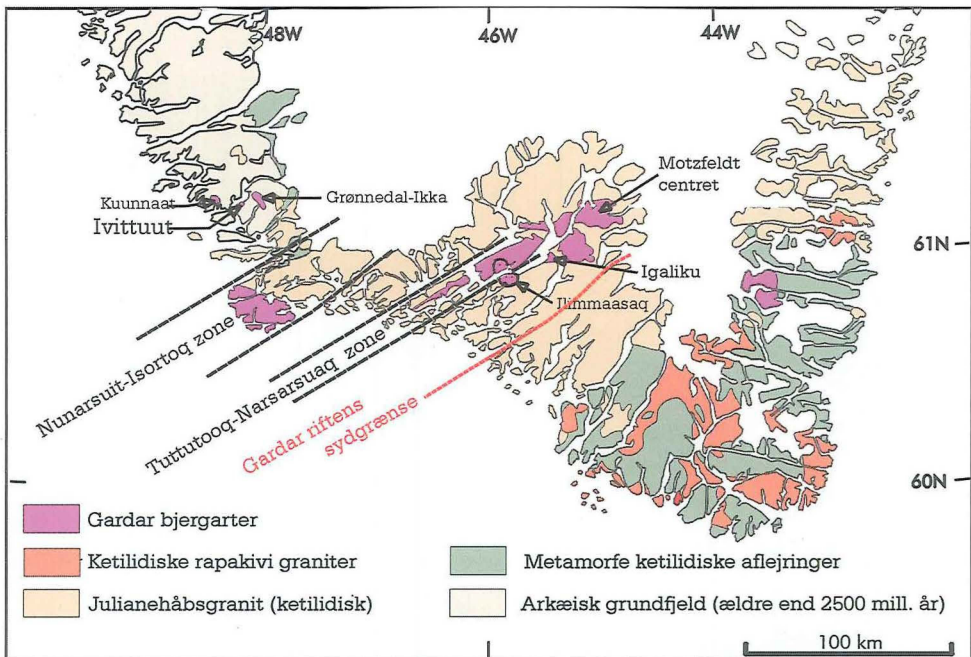 48W
46W
44W
Motzfeldt
centret
Kuunnaat
Grønnedal-Ikka
Ivittuut
61N
Igaliku
Ilimmaasaq
Nunarsuit-Isortoq zone
Tuttutooq-Narsarsuaq zone
Gardar riftens
sydgrænse
60N
Gardar bjergarter
Ketilidiske rapakivi graniter
Metamorfe ketilidiske aflejringer
Julianehåbsgranit (ketilidisk)
Arkæisk grundfjeld (ældre end 2500 mill. år)
100 km